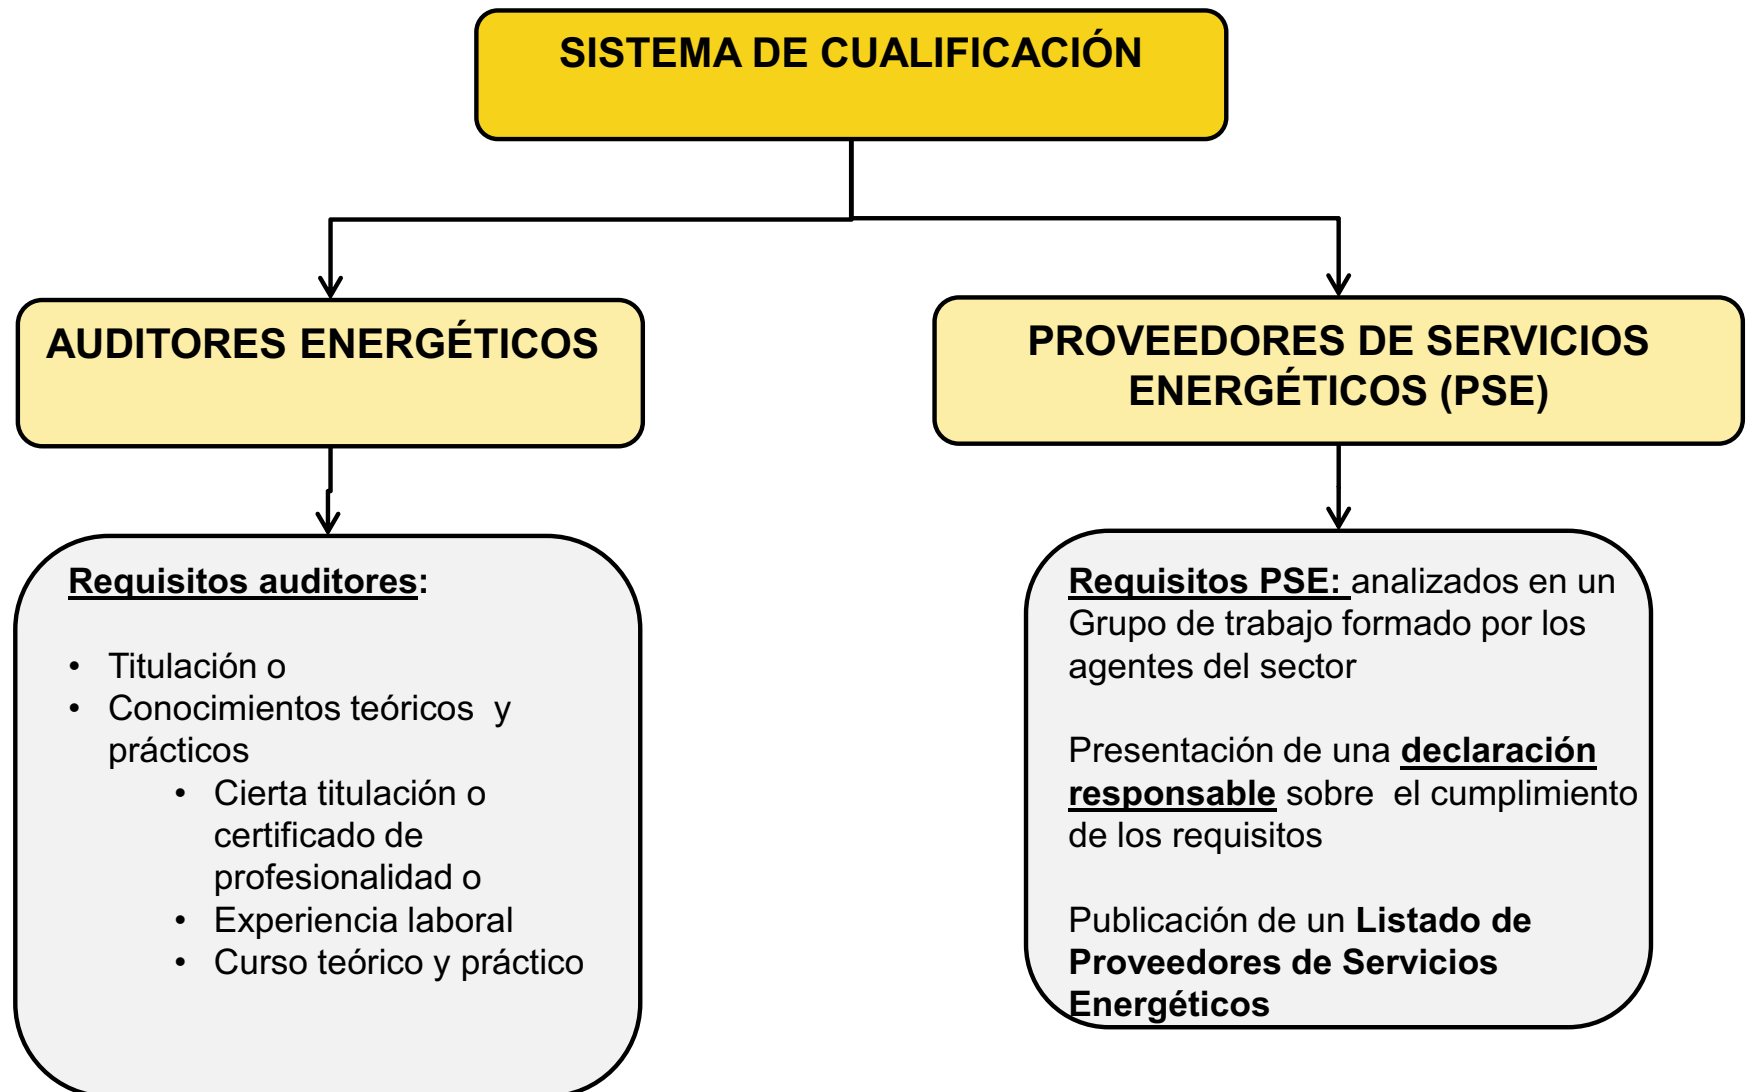 SISTEMA DE CUALIFICACIÓN
AUDITORES ENERGÉTICOS
PROVEEDORES DE SERVICIOS
ENERGÉTICOS (PSE)
Requisitos auditores:
• Titulación o
• Conocimientos teóricos y
prácticos
• Cierta titulación o
certificado de
profesionalidad o
• Experiencia laboral
• Curso teórico y práctico
Requisitos PSE: analizados en un
Grupo de trabajo formado por los
agentes del sector
Presentación de una declaración
responsable sobre el cumplimiento
de los requisitos
Publicación de un Listado de
Proveedores de Servicios
Energéticos